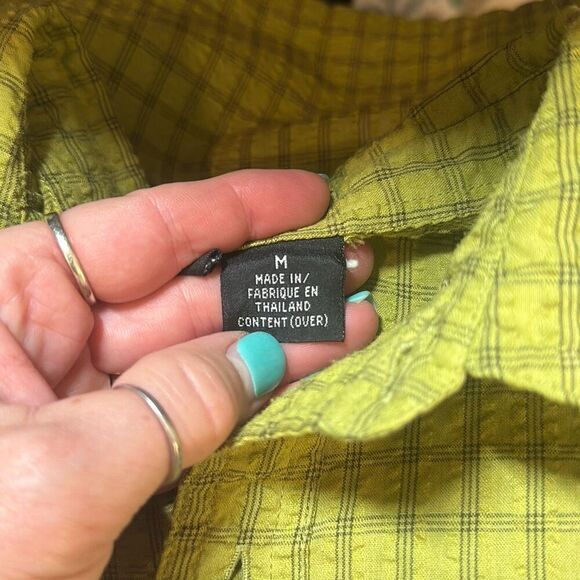 M
MADE IN/
FABRIQUE EN
THAILAND
CONTENT(OVER)